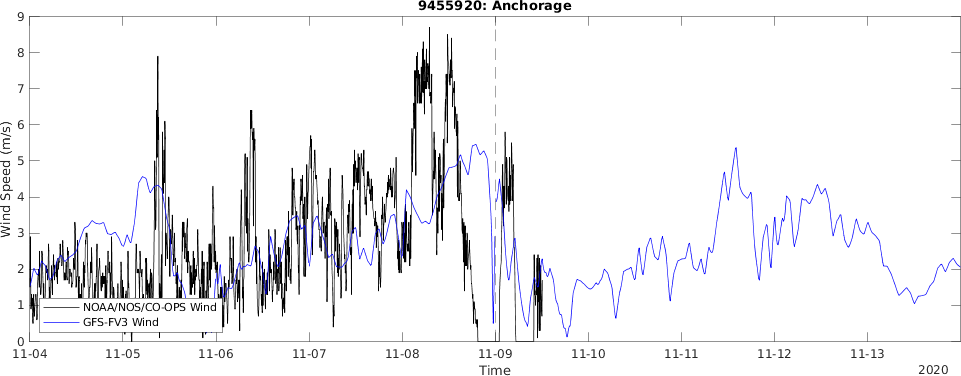 9455920: Anchorage
9
8
7
6
5
4
3
2
1
0
Wind Speed (m/s)
NOAA/NOS/CO-OPS Wind
GFS-FV3 Wind
11-04 11-05 11-06 11-07 11-08 11-09 11-10 11-11 11-12 11-13
Time
2020